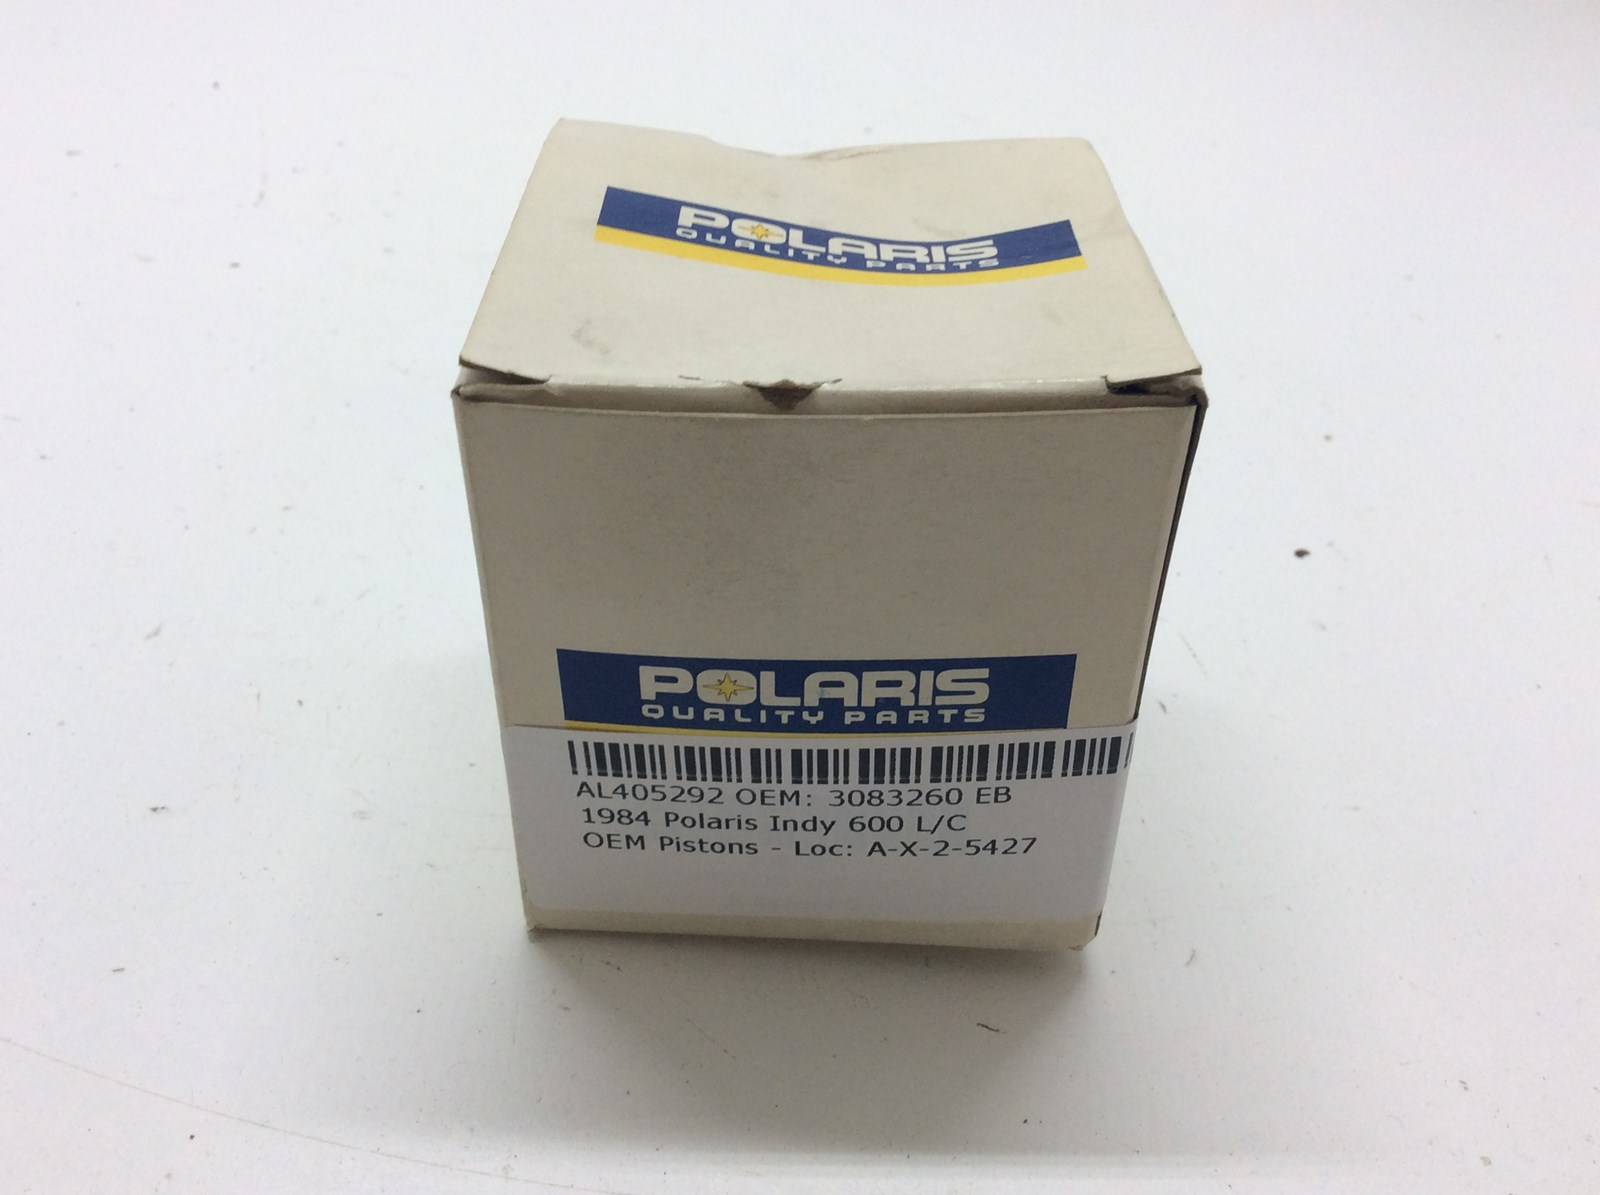 POLARIS
QUALITY PARTS
POLARIS
QUALITY PARTS
AL405292 OEM: 3083260 EB
1984 Polaris Indy 600 L/C
OEM Pistons - Loc: A-X-2-5427